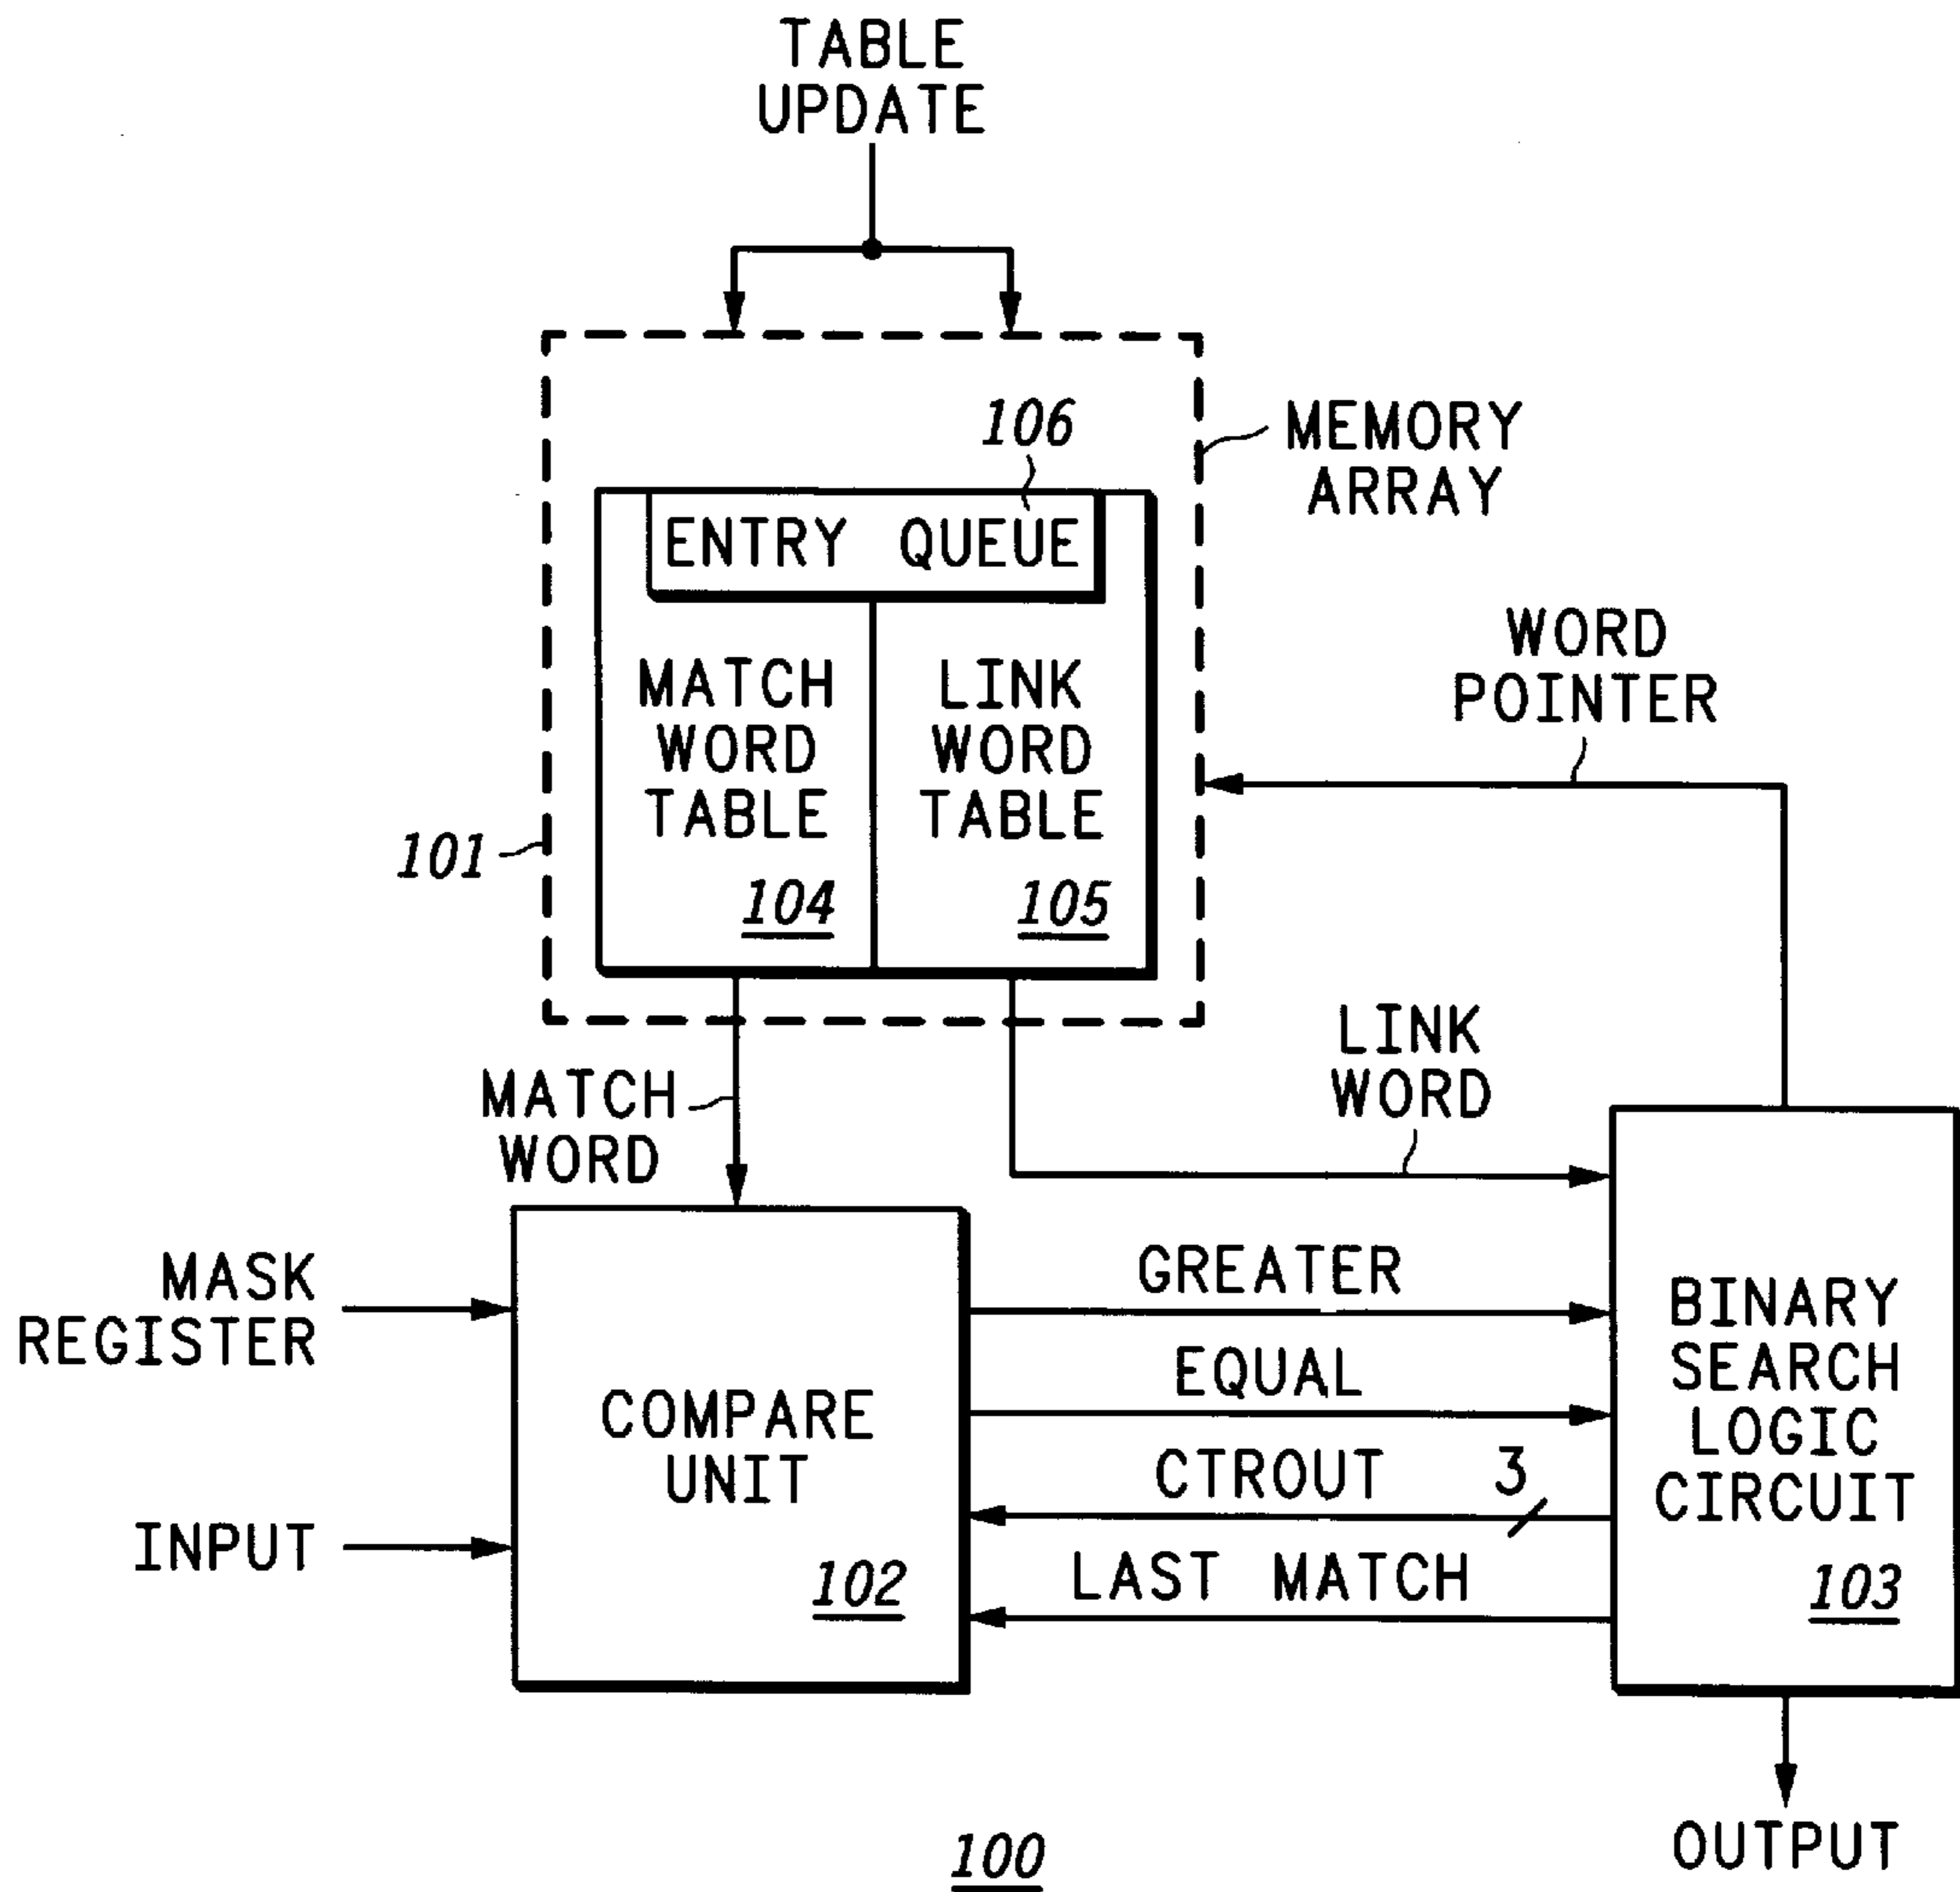 TABLE
UPDATE
106
MEMORY
ARRAY
ENTRY QUEUE
MATCH
WORD
TABLE
104
LINK
WORD
TABLE
105
101
WORD
POINTER
MATCH
WORD
LINK
WORD
MASK
REGISTER
INPUT
COMPARE
UNIT
102
GREATER
EQUAL
CTROUT 3
LAST MATCH
BINARY
SEARCH
LOGIC
CIRCUIT
103
OUTPUT
100